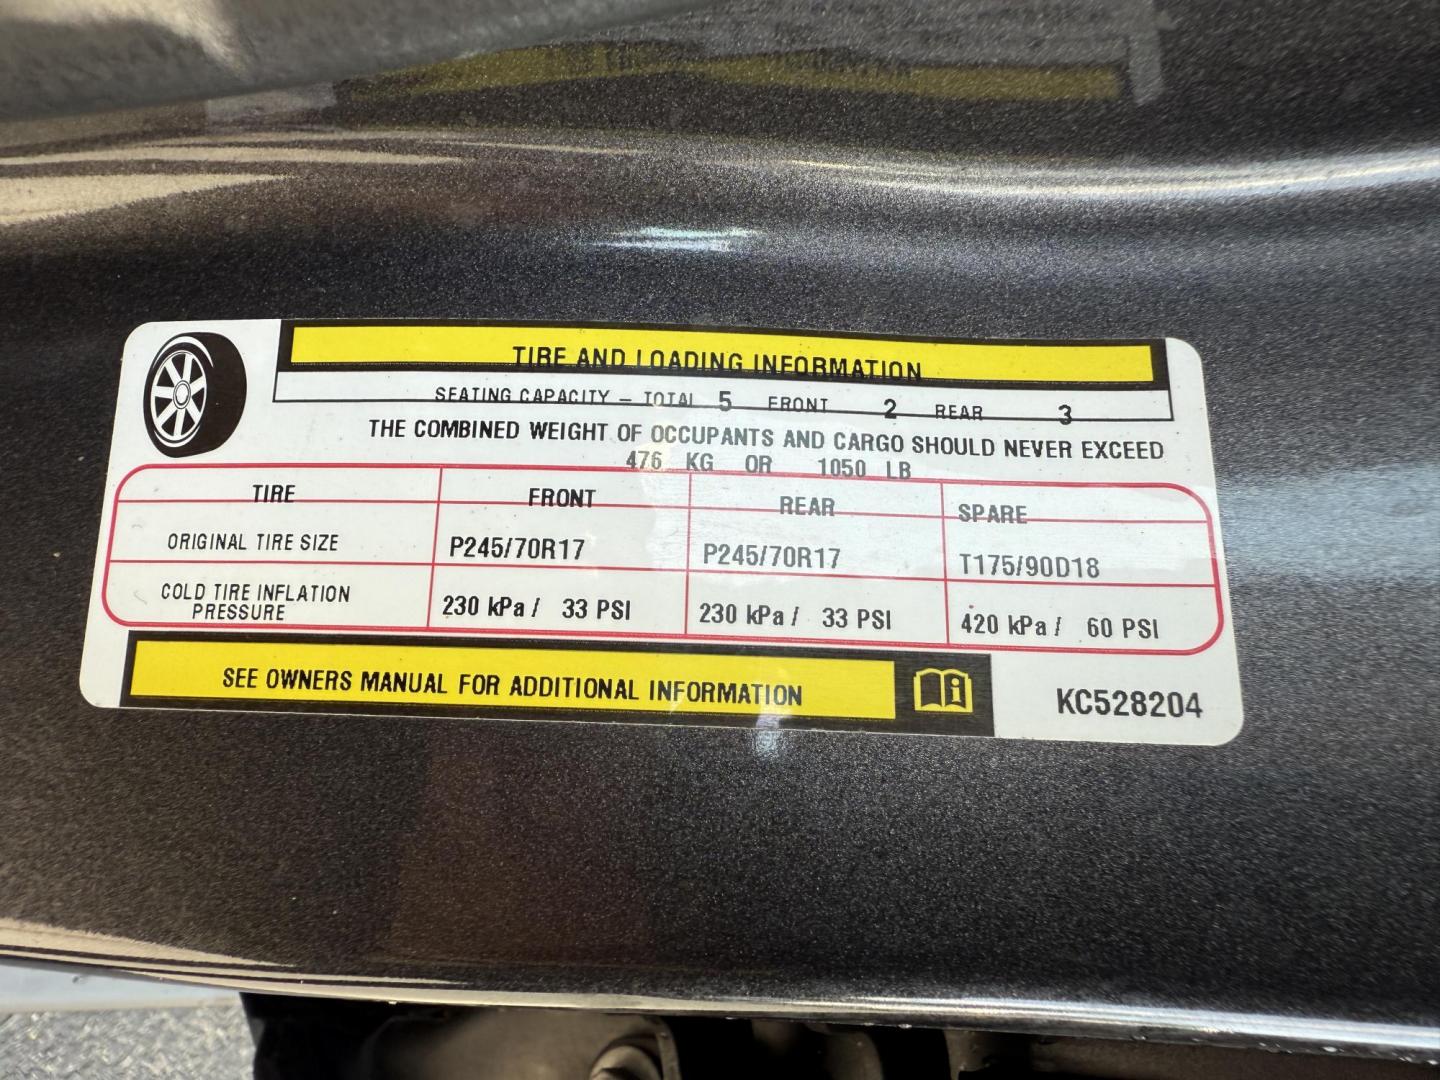 TIRE AND LOADING INFORMATION
SEATING CAPACITY – TOTAL 5 FRONT 2 REAR 3
THE COMBINED WEIGHT OF OCCUPANTS AND CARGO SHOULD NEVER EXCEED
476 KG OR 1050 LB
TIRE FRONT REAR SPARE
ORIGINAL TIRE SIZE P245/70R17 P245/70R17 T175/90D18
COLD TIRE INFLATION
PRESSURE 230 kPa / 33 PSI 230 kPa / 33 PSI 420 kPa / 60 PSI
SEE OWNERS MANUAL FOR ADDITIONAL INFORMATION
KC528204